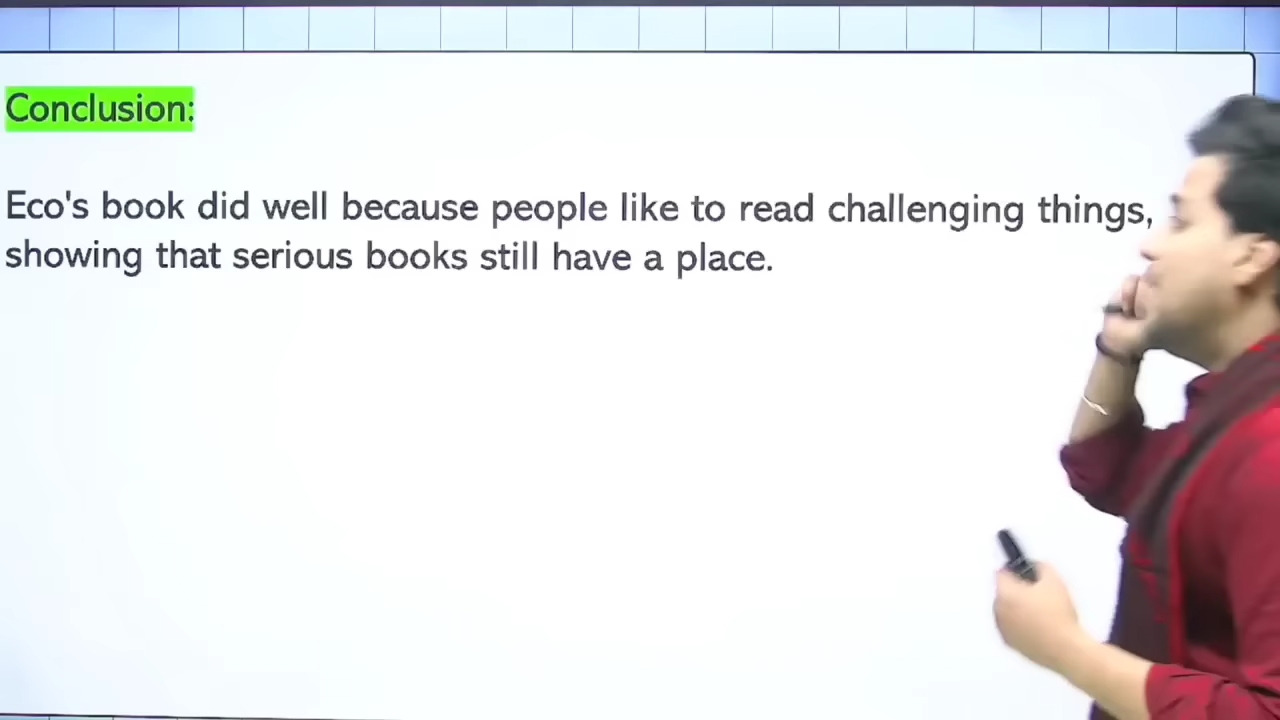 Conclusion:
Eco's book did well because people like to read challenging things,
showing that serious books still have a place.